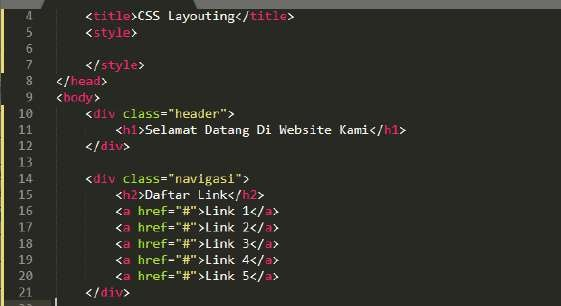 4 <title>CSS Layouting</title>
5 <style>
6
7 </style>
8 </head>
9 <body>
10 <div class="header">
11 <h1>Selamat Datang Di Website Kami</h1>
12 </div>
13
14 <div class="navigasi">
15 <h2>Daftar Link</h2>
16 <a href="#">Link 1</a>
17 <a href="#">Link 2</a>
18 <a href="#">Link 3</a>
19 <a href="#">Link 4</a>
20 <a href="#">Link 5</a>
21 </div>